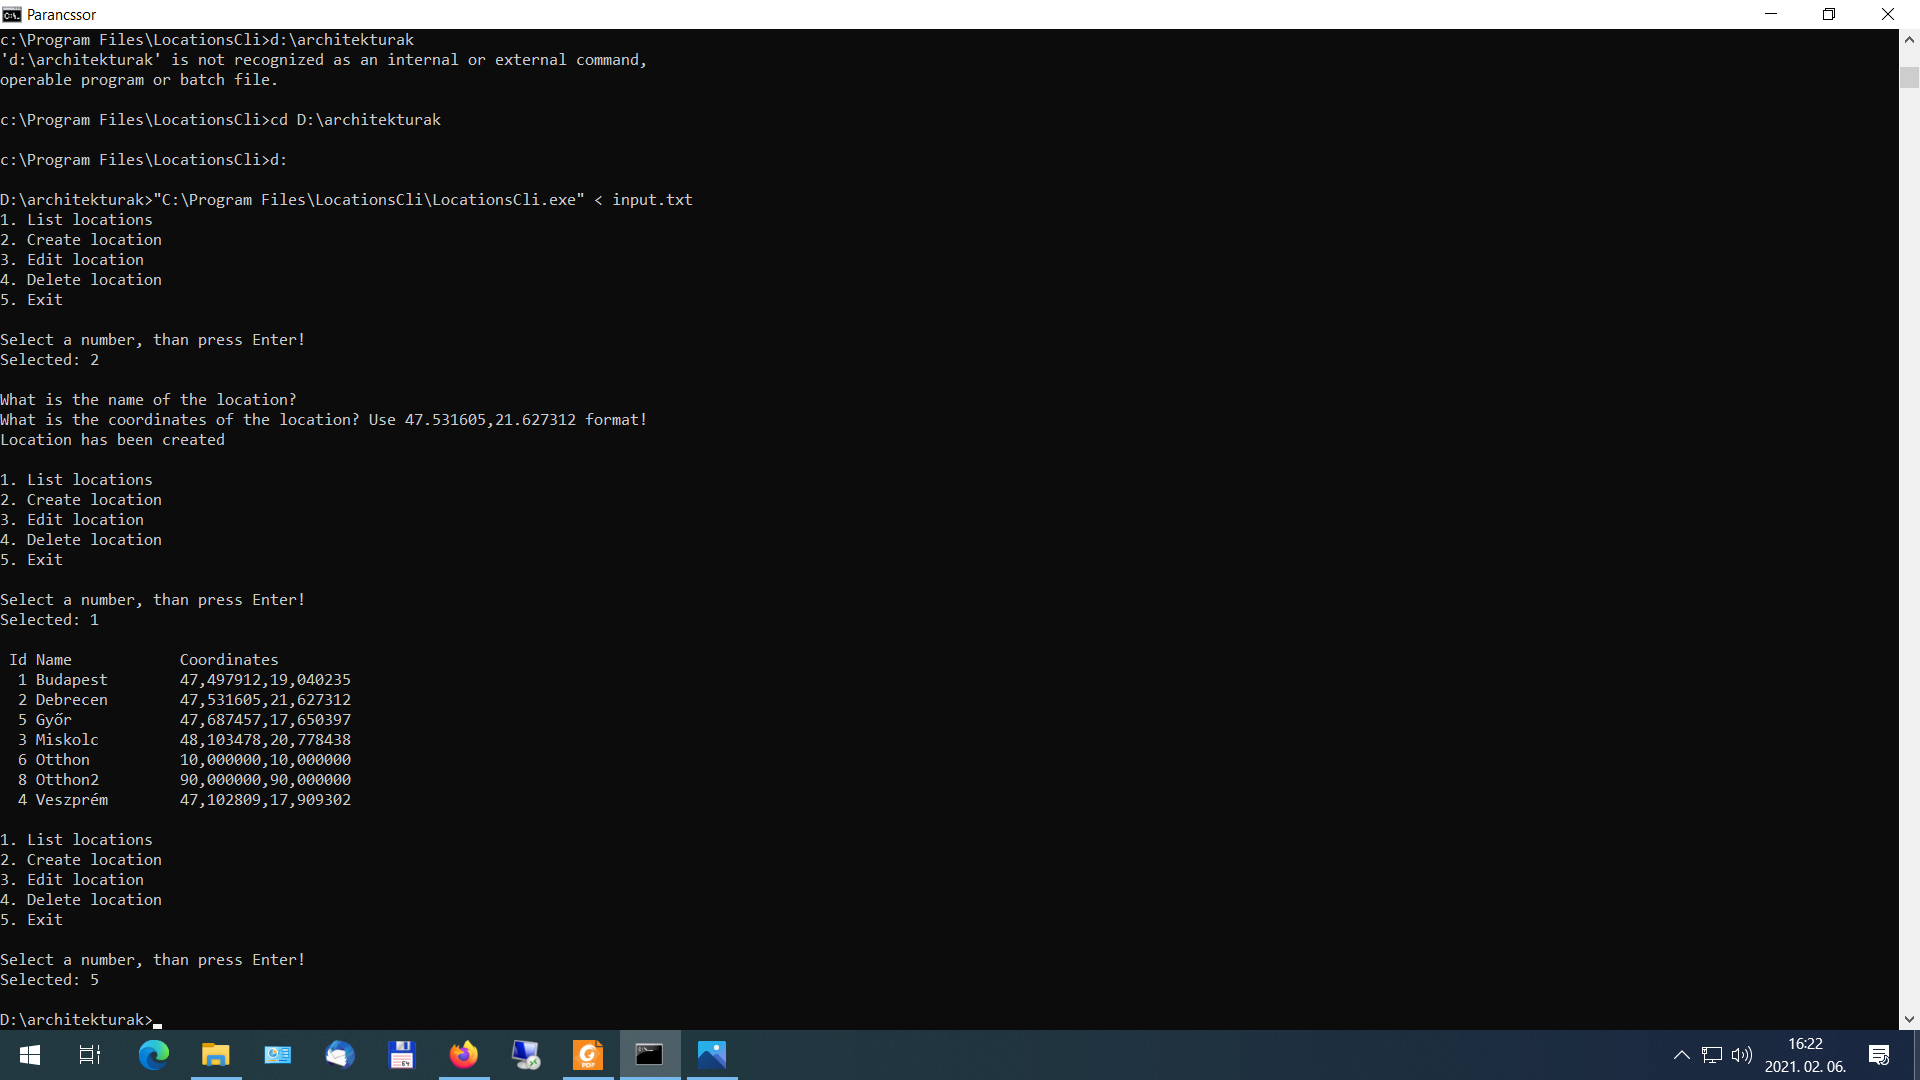 Parancssor
c:\Program Files\LocationsCli>d:\architekturak
'd:\architekturak' is not recognized as an internal or external command,
operable program or batch file.
c:\Program Files\LocationsCli>cd D:\architekturak
c:\Program Files\LocationsCli>d:
D:\architekturak>"C:\Program Files\LocationsCli\LocationsCli.exe" < input.txt
1. List locations
2. Create location
3. Edit location
4. Delete location
5. Exit
Select a number, than press Enter!
Selected: 2
What is the name of the location?
What is the coordinates of the location? Use 47.531605,21.627312 format!
Location has been created
1. List locations
2. Create location
3. Edit location
4. Delete location
5. Exit
Select a number, than press Enter!
Selected: 1
Id Name Coordinates
1 Budapest 47,497912,19,040235
2 Debrecen 47,531605,21,627312
5 Győr 47,687457,17,650397
3 Miskolc 48,103478,20,778438
6 Otthon 10,000000,10,000000
8 Otthon2 90,000000,90,000000
4 Veszprém 47,102809,17,909302
1. List locations
2. Create location
3. Edit location
4. Delete location
5. Exit
Select a number, than press Enter!
Selected: 5
D:\architekturak>
16:22
2021. 02. 06.